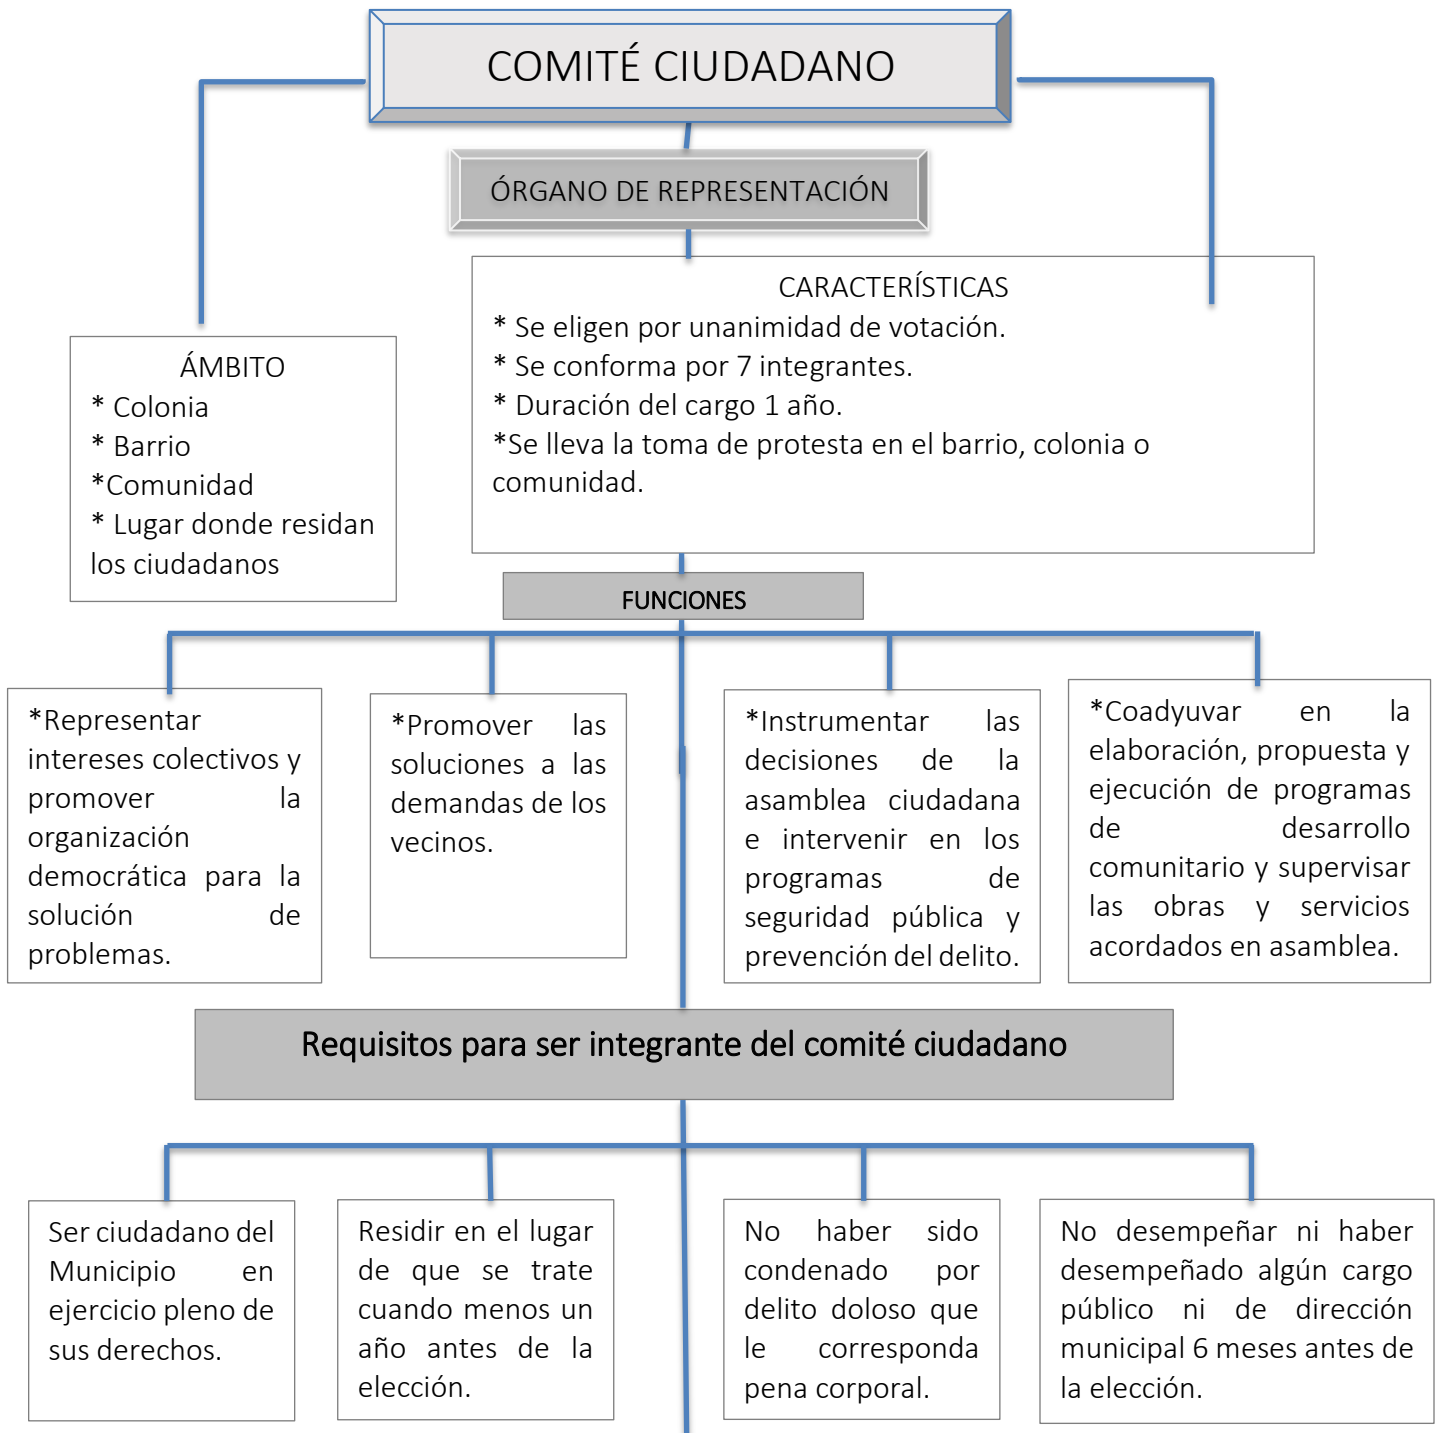 COMITÉ CIUDADANO
ÓRGANO DE REPRESENTACIÓN
CARACTERÍSTICAS
* Se eligen por unanimidad de votación.
* Se conforma por 7 integrantes.
* Duración del cargo 1 año.
*Se lleva la toma de protesta en el barrio, colonia o
comunidad.
ÁMBITO
* Colonia
* Barrio
*Comunidad
* Lugar donde residan
los ciudadanos
FUNCIONES
*Representar
intereses colectivos y
promover la
organización
democrática para la
solución de
problemas.
*Promover las
soluciones a las
demandas de los
vecinos.
*Instrumentar las
decisiones de la
asamblea ciudadana
e intervenir en los
programas de
seguridad pública y
prevención del delito.
*Coadyuvar en la
elaboración, propuesta y
ejecución de programas
de desarrollo
comunitario y supervisar
las obras y servicios
acordados en asamblea.
Requisitos para ser integrante del comité ciudadano
Ser ciudadano del
Municipio en
ejercicio pleno de
sus derechos.
Residir en el lugar
de que se trate
cuando menos un
año antes de la
elección.
No haber sido
condenado por
delito doloso que
le corresponda
pena corporal.
No desempeñar ni haber
desempeñado algún cargo
público ni de dirección
municipal 6 meses antes de
la elección.